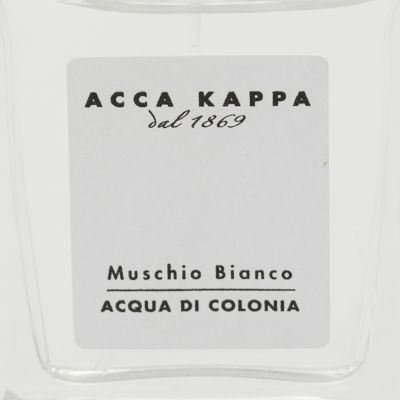 ACCA KAPPA
dal 1869
Muschio Bianco
ACQUA DI COLONIA